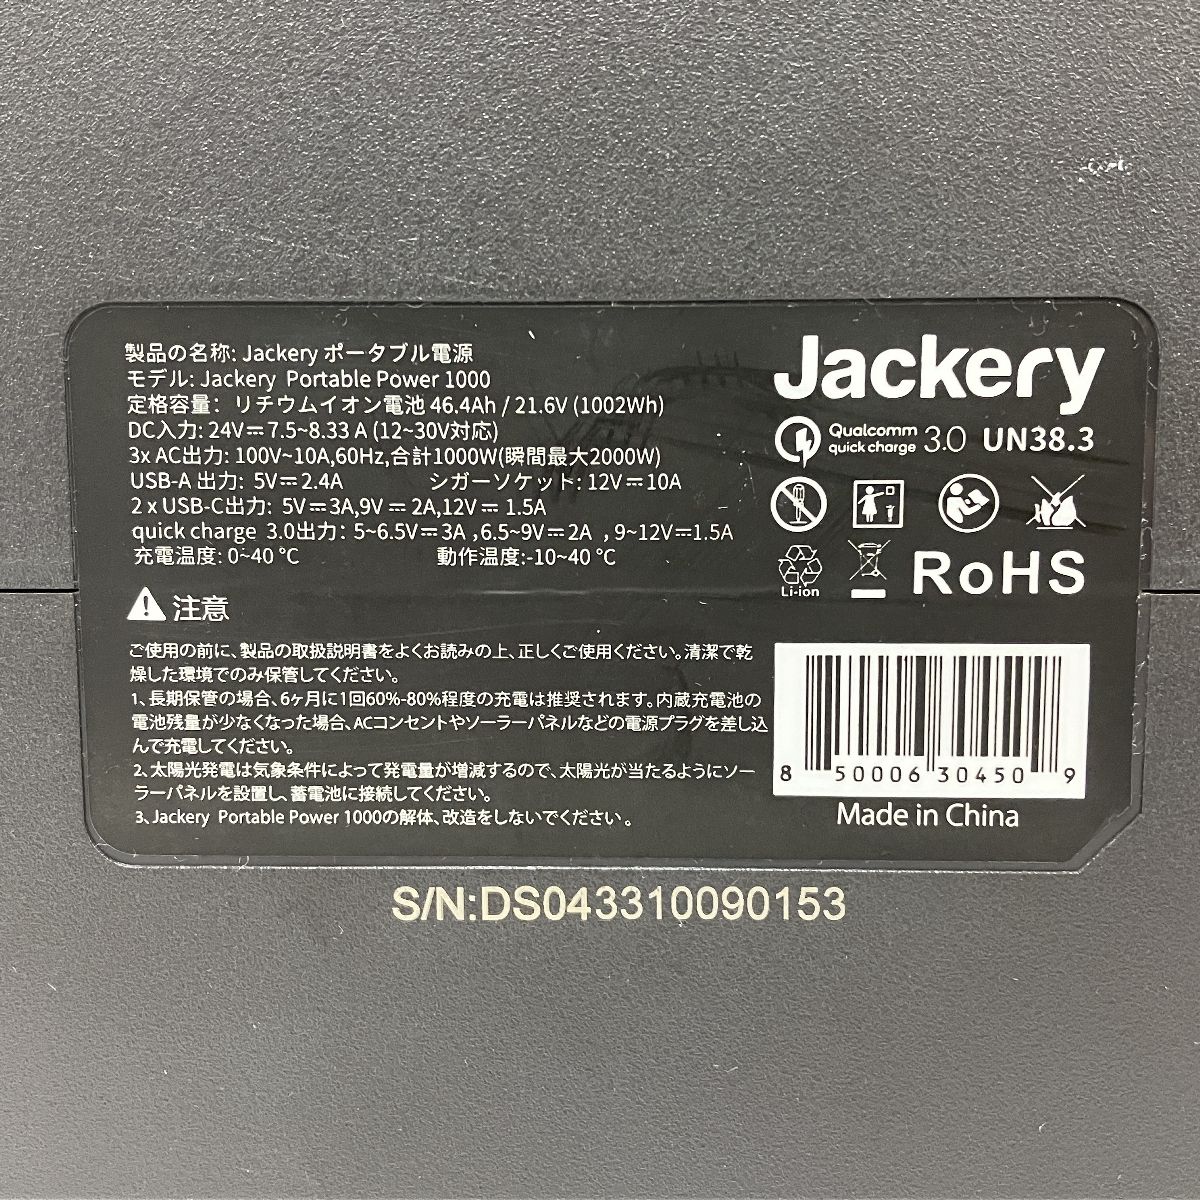 製品の名称: Jackery ポータブル電源
モデル: Jackery Portable Power 1000
定格容量: リチウムイオン電池 46.4Ah / 21.6V (1002Wh)
DC入力: 24V⎓7.5~8.33 A (12~30V対応)
3x AC出力: 100V~10A,60Hz,合計1000W(瞬間最大2000W)
USB-A 出力: 5V⎓2.4A シガーソケット: 12V⎓10A
2 x USB-C出力: 5V⎓3A,9V⎓2A,12V⎓1.5A
quick charge 3.0出力: 5~6.5V⎓3A ,6.5~9V⎓2A ,9~12V⎓1.5A
充電温度: 0~40 ℃ 動作温度:-10~40 ℃
注意
ご使用の前に、製品の取扱説明書をよくお読みの上、正しくご使用ください。清潔で乾
燥した環境でのみ保管してください。
1、長期保管の場合、6ヶ月に1回60%-80%程度の充電は推奨されます。内蔵充電池の
電池残量が少なくなった場合、ACコンセントやソーラーパネルなどの電源プラグを差し込
んで充電してください。
2、太陽光発電は気象条件によって発電量が増減するので、太陽光が当たるようにソー
ラーパネルを設置し、蓄電池に接続してください。
3、Jackery Portable Power 1000の解体、改造をしないでください。
Jackery
Qualcomm
quick charge 3.0 UN38.3
Li-ion
RoHS
8 50006 30450 9
Made in China
S/N:DS043310090153